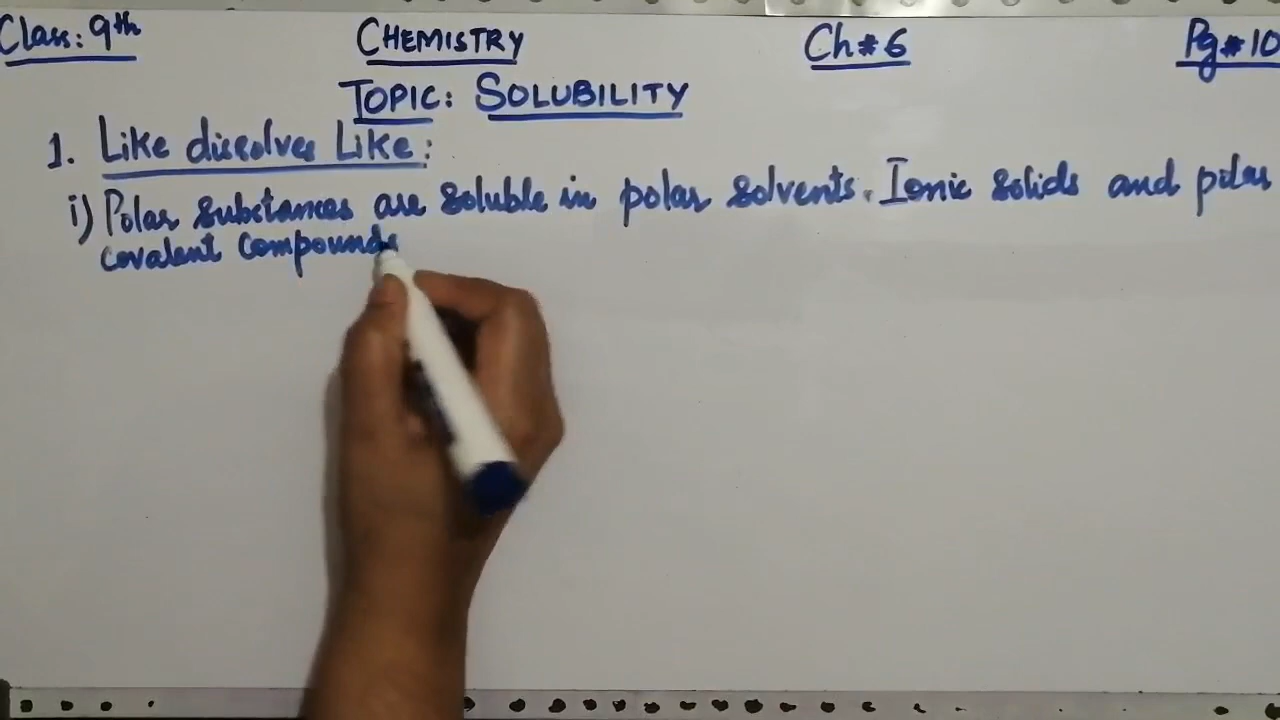 Class: 9th CHEMISTRY Ch#6 Pg#10
TOPIC: SOLUBILITY
1. Like dissolves Like:
i) Polar substances are soluble in polar solvents. Ionic solids and polar
covalent compounds